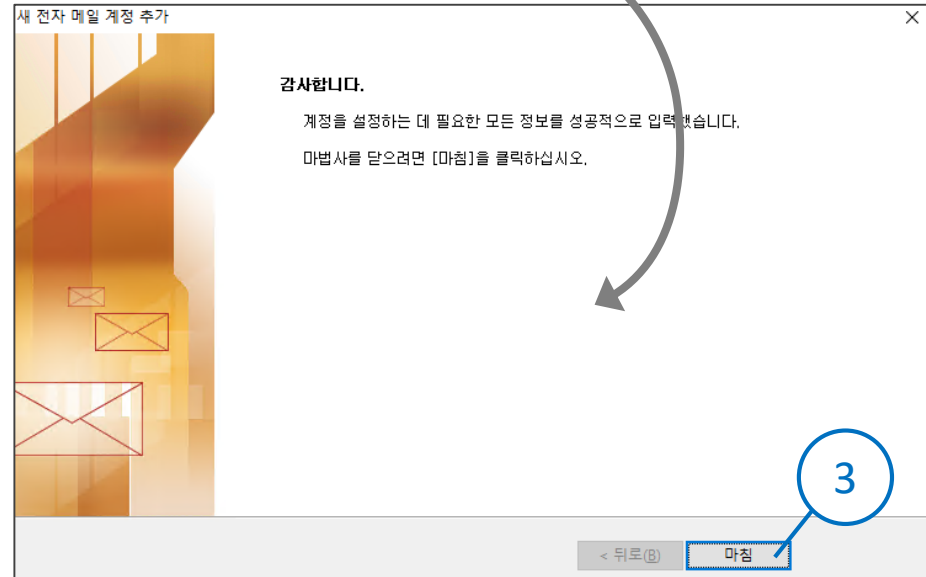 새 전자 메일 계정 추가
감사합니다.
계정을 설정하는 데 필요한 모든 정보를 성공적으로 입력했습니다.
마법사를 닫으려면 [마침]을 클릭하십시오.
3
< 뒤로(B) 마침